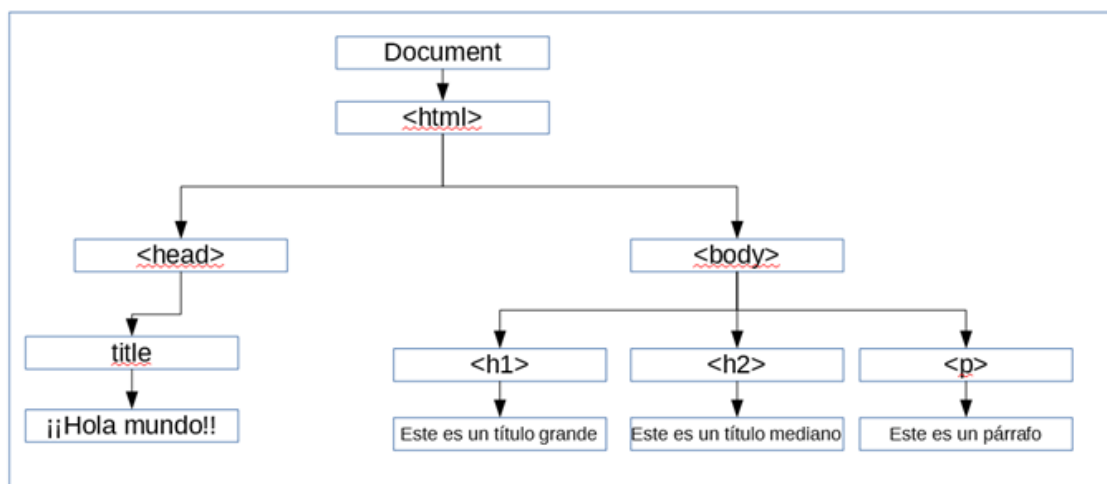 Document
<html>
<head>
<body>
title
<h1>
<h2>
<p>
¡¡Hola mundo!!
Este es un título grande
Este es un título mediano
Este es un párrafo